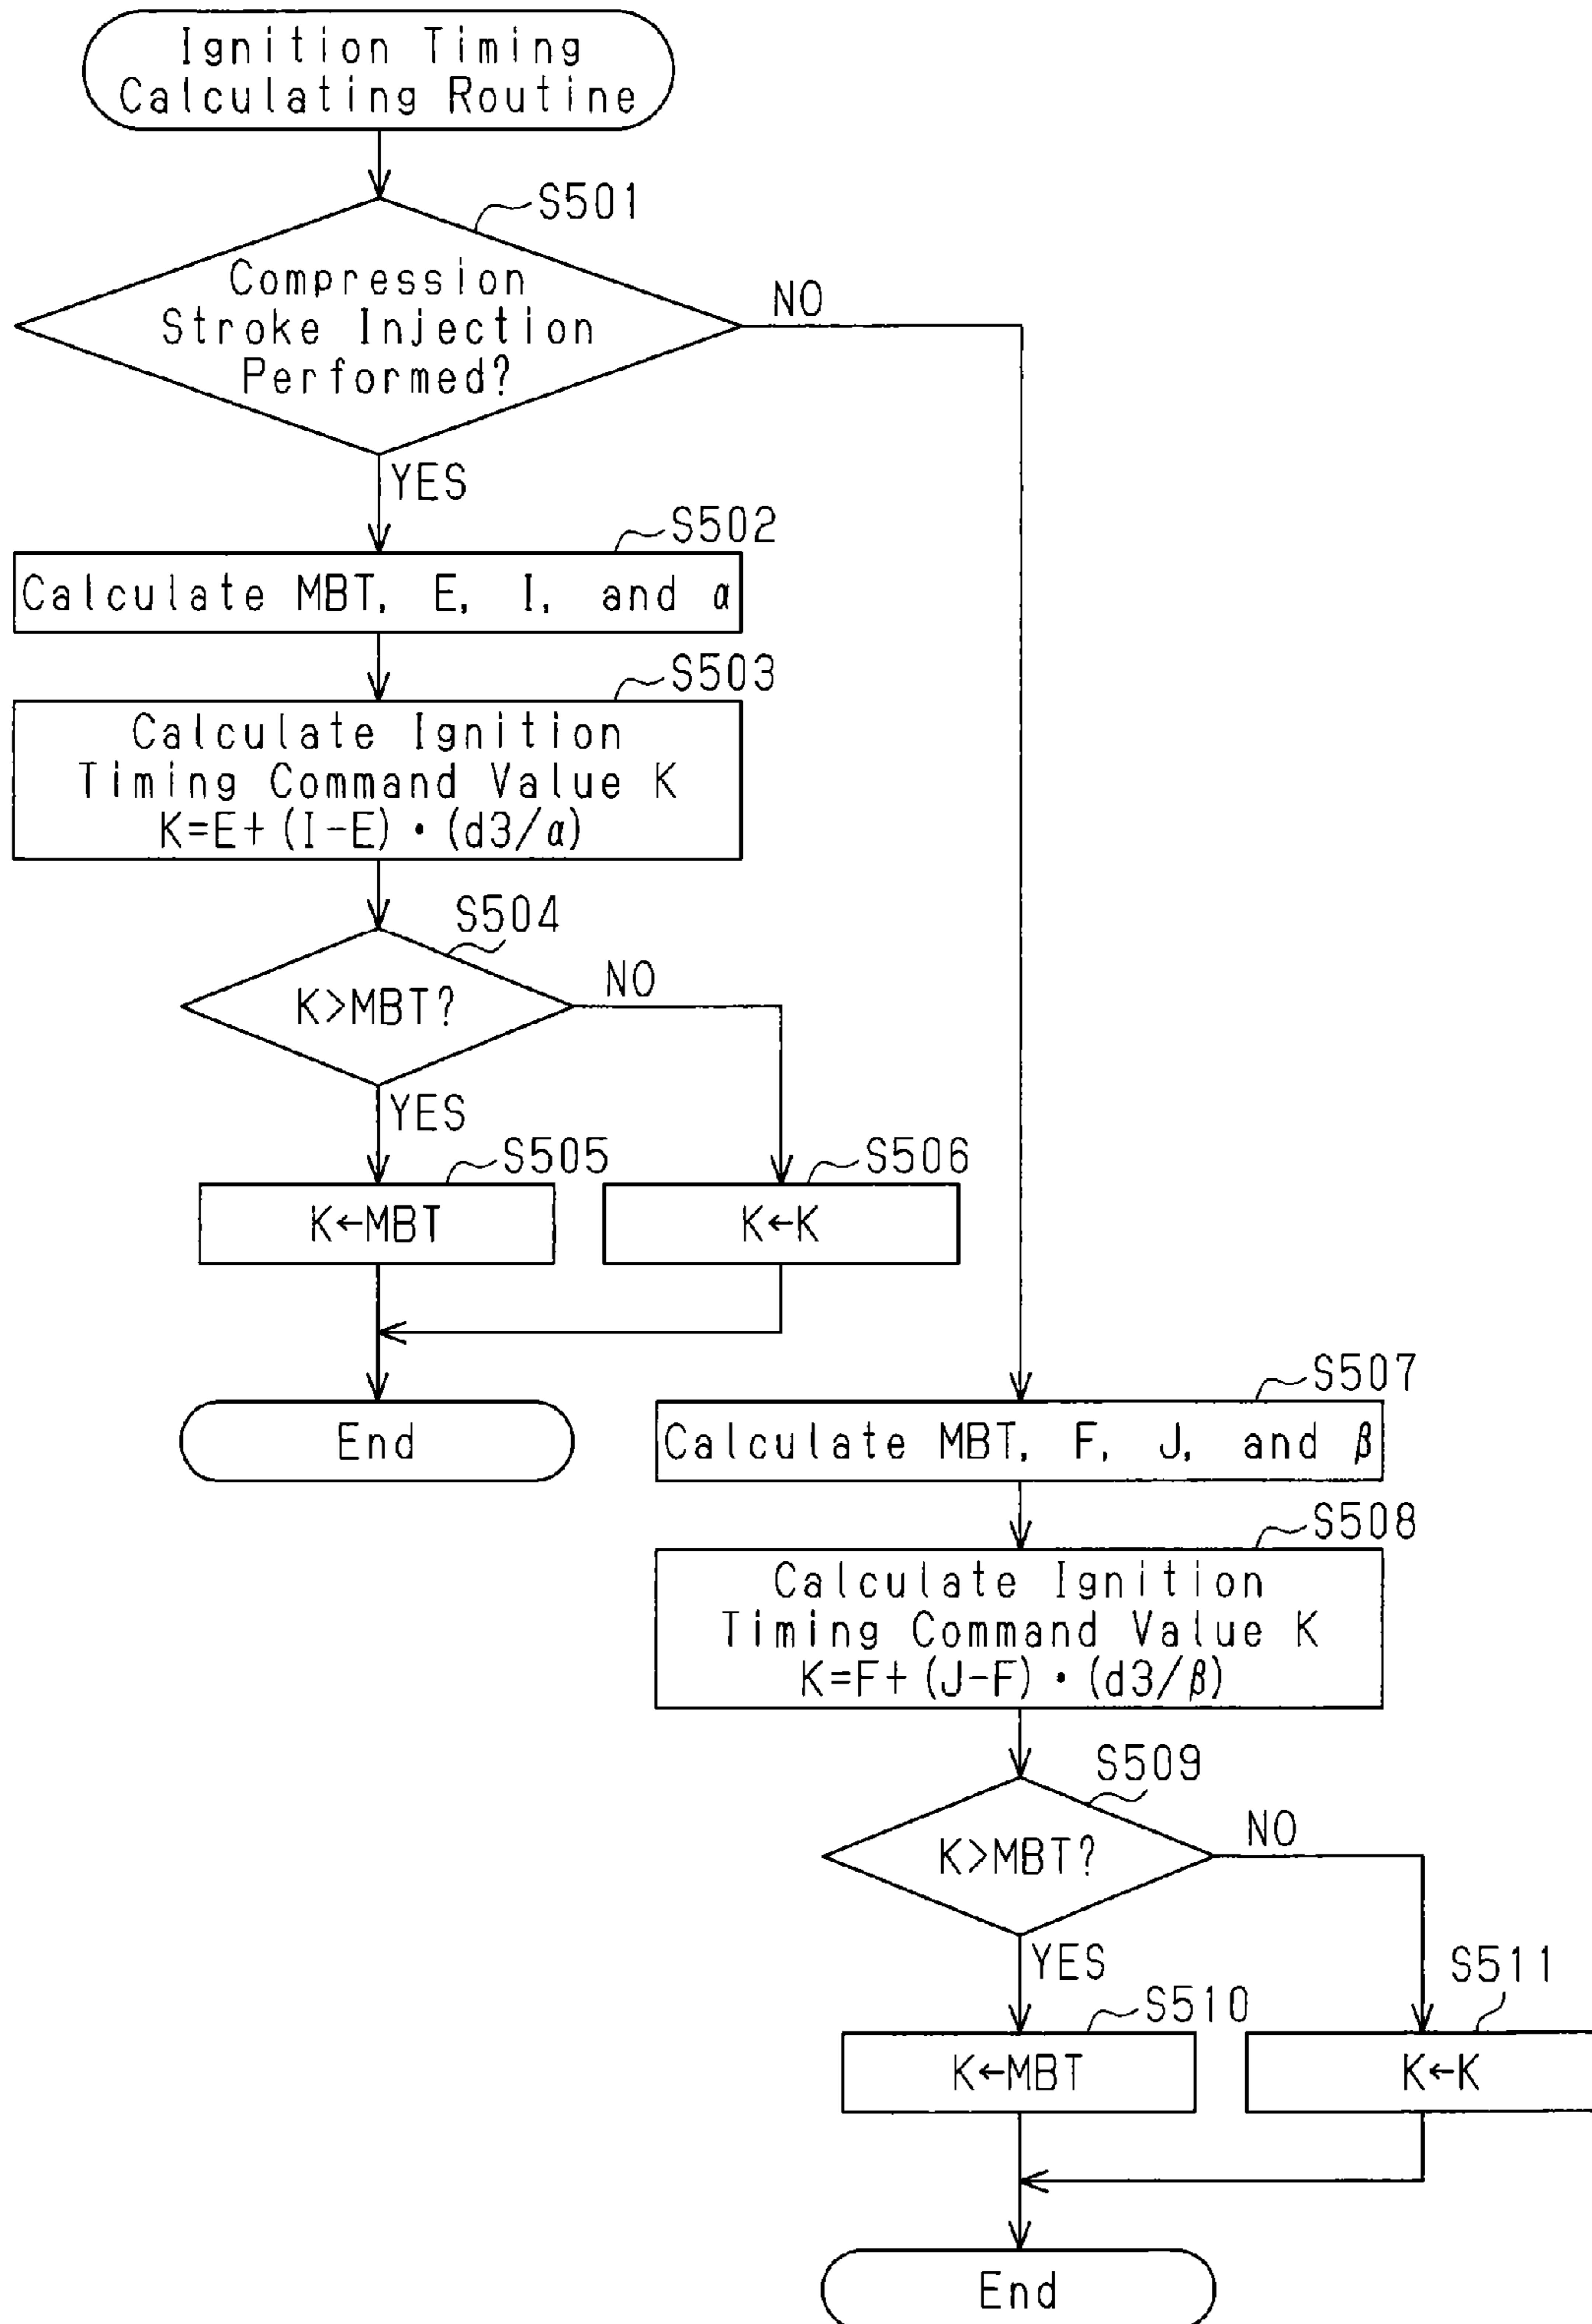 Ignition Timing
Calculating Routine
S501
Compression
Stroke Injection
Performed?
NO
YES
S502
Calculate MBT, E, I, and α
S503
Calculate Ignition
Timing Command Value K
K=E+(I-E)・(d3/α)
S504
K>MBT?
NO
YES
S505
K←MBT
S506
K←K
End
S507
Calculate MBT, F, J, and β
S508
Calculate Ignition
Timing Command Value K
K=F+(J-F)・(d3/β)
S509
K>MBT?
NO
YES
S510
K←MBT
S511
K←K
End